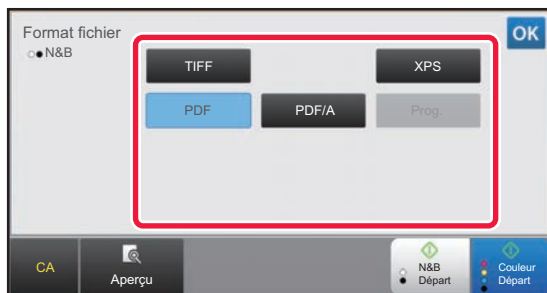 Format fichier
OK
N&B
TIFF
XPS
PDF
PDF/A
Prog.
CA
Aperçu
N&B
Départ
Couleur
Départ